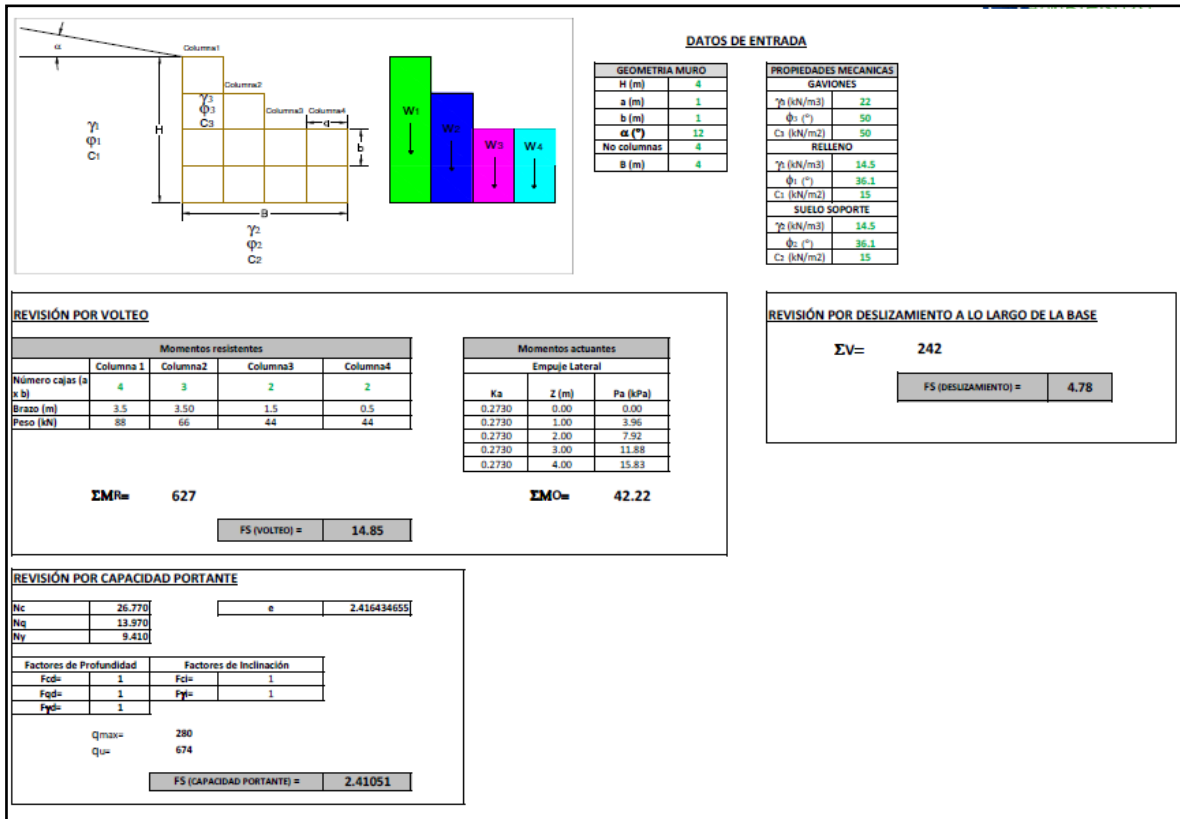 α
Columna1
Columna2
Columna3 Columna4
γ3
φ3
C3
H
a
b
γ1
φ1
C1
B
γ2
φ2
C2
W1
W2
W3
W4
DATOS DE ENTRADA
GEOMETRIA MURO
H (m) 4
a (m) 1
b (m) 1
α (°) 12
No columnas 4
B (m) 4
PROPIEDADES MECANICAS
GAVIONES
γ3 (kN/m3) 22
ϕ3 (°) 50
C3 (kN/m2) 50
RELLENO
γ1 (kN/m3) 14.5
ϕ1 (°) 36.1
C1 (kN/m2) 15
SUELO SOPORTE
γ2 (kN/m3) 14.5
ϕ2 (°) 36.1
C2 (kN/m2) 15
REVISIÓN POR VOLTEO
Momentos resistentes
Columna 1 Columna2 Columna3 Columna4
Número cajas (a x b) 4 3 2 2
Brazo (m) 3.5 3.50 1.5 0.5
Peso (kN) 88 66 44 44
ΣMR= 627
Momentos actuantes
Empuje Lateral
Ka Z (m) Pa (kPa)
0.2730 0.00 0.00
0.2730 1.00 3.96
0.2730 2.00 7.92
0.2730 3.00 11.88
0.2730 4.00 15.83
ΣMO= 42.22
FS (VOLTEO) = 14.85
REVISIÓN POR DESLIZAMIENTO A LO LARGO DE LA BASE
ΣV= 242
FS (DESLIZAMIENTO) = 4.78
REVISIÓN POR CAPACIDAD PORTANTE
Nc 26.770
Nq 13.970
Ny 9.410
e 2.416434655
Factores de Profundidad Factores de Inclinación
Fcd= 1 Fci= 1
Fqd= 1 Fγi= 1
Fγd= 1
qmax= 280
qu= 674
FS (CAPACIDAD PORTANTE) = 2.41051